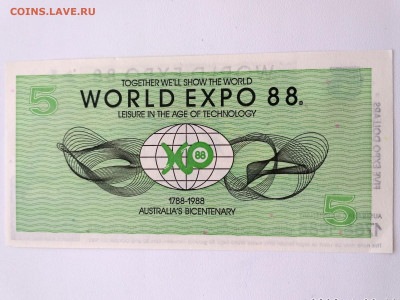 COINS.ЛАВЕ.RU
TOGETHER WE'LL SHOW THE WORLD
WORLD EXPO 88
LEISURE IN THE AGE OF TECHNOLOGY
5
88
5
1788-1988
AUSTRALIA'S BICENTENARY